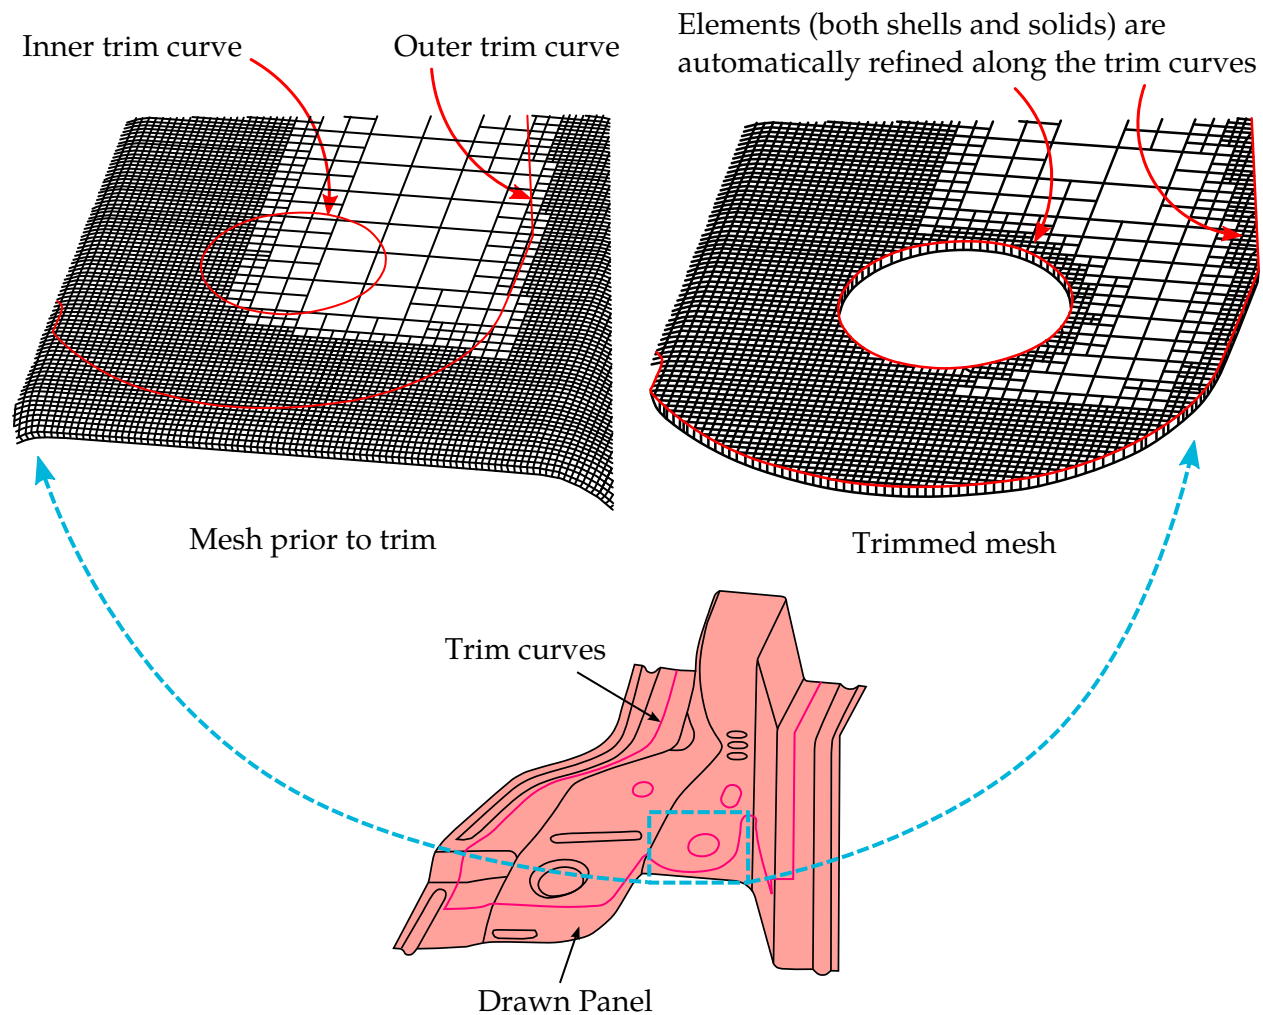 Inner trim curve
Outer trim curve
Elements (both shells and solids) are
automatically refined along the trim curves
Mesh prior to trim
Trimmed mesh
Trim curves
Drawn Panel